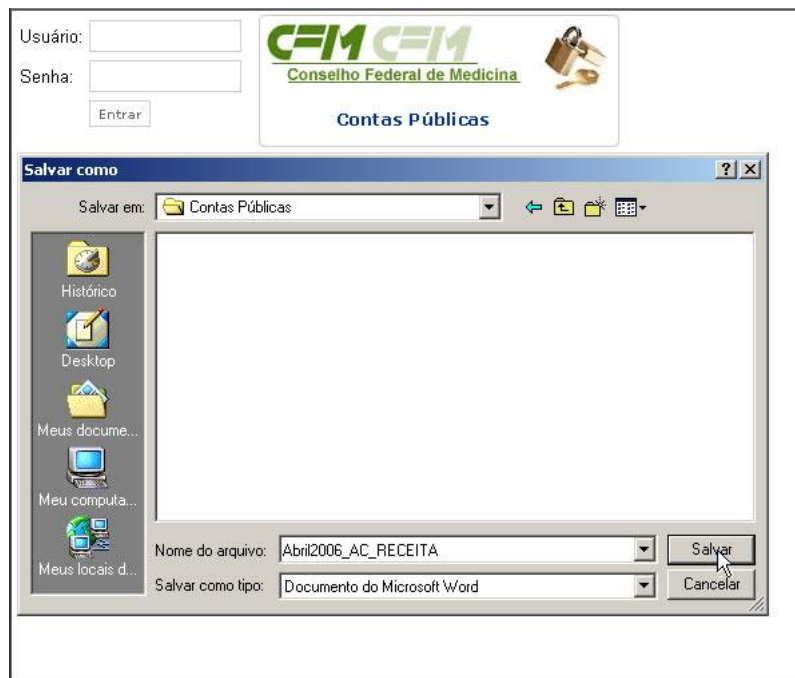 Usuário:
Senha:
Entrar
CFM CFM
Conselho Federal de Medicina
Contas Públicas
Salvar como
Salvar em: Contas Públicas
Histórico
Desktop
Meus docume...
Meu computa...
Meus locais d...
Nome do arquivo: Abril2006_AC_RECEITA Salvar
Salvar como tipo: Documento do Microsoft Word Cancelar